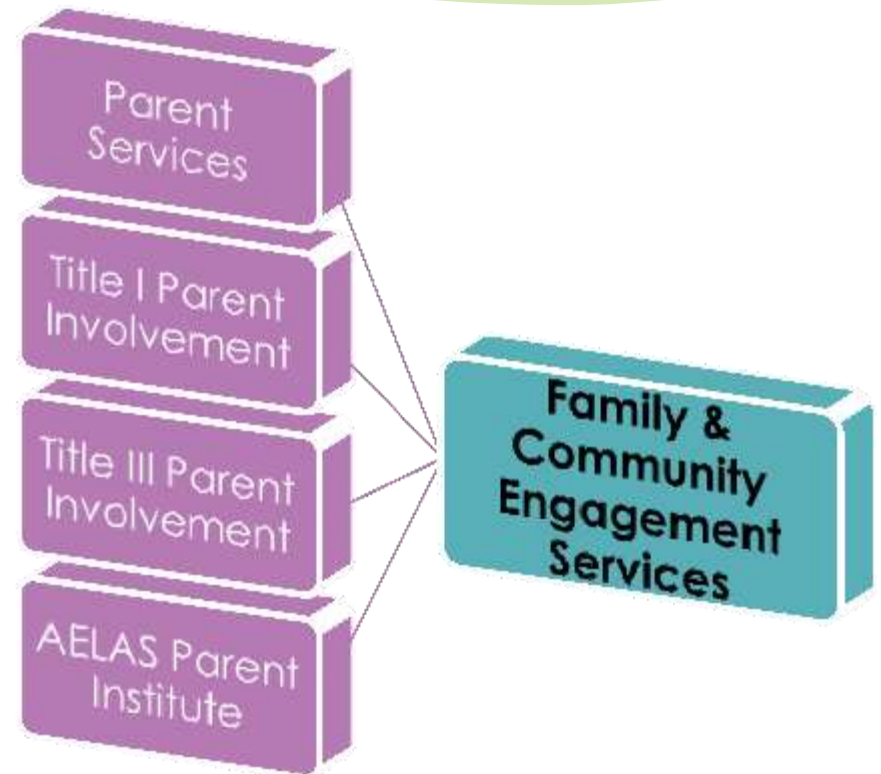 Parent
Services
Title I Parent
Involvement
Title III Parent
Involvement
AELAS Parent
Institute
Family &
Community
Engagement
Services